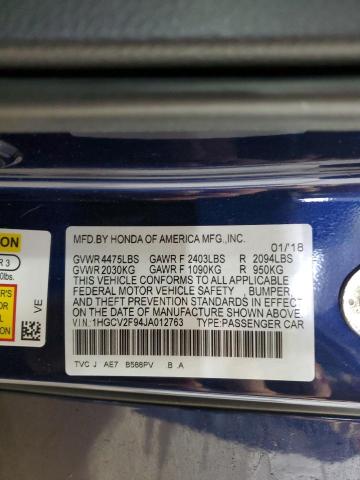 MFD.BY HONDA OF AMERICA MFG.,INC. 01/18
GVWR 4475LBS GAWR F 2403LBS R 2094LBS
GVWR 2030KG GAWR F 1090KG R 950KG
THIS VEHICLE CONFORMS TO ALL APPLICABLE
FEDERAL MOTOR VEHICLE SAFETY, BUMPER,
AND THEFT PREVENTION STANDARDS IN EFFECT
ON THE DATE OF MANUFACTURE SHOWN ABOVE.
V I N:1HGCV2F94JA012763 TYPE:PASSENGER CAR
TVC J AE7 B588PV .B .A
VE